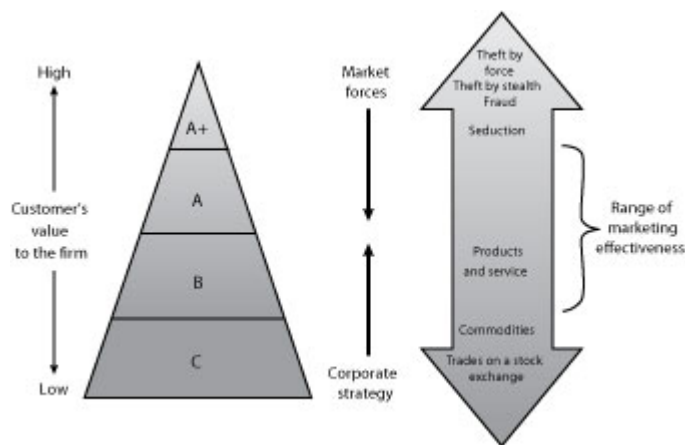 High
Customer's
value
to the firm
Low
A+
A
B
C
Market
forces
Corporate
strategy
Theft by
force
Theft by stealth
Fraud
Seduction
Products
and service
Commodities
Trades on a stock
exchange
Range of
marketing
effectiveness